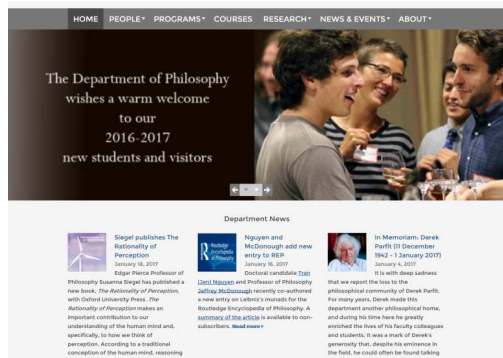 HOME PEOPLE PROGRAMS COURSES RESEARCH NEWS & EVENTS ABOUT
The Department of Philosophy
wishes a warm welcome
to our
2016-2017
new students and visitors
Department News
Siegel publishes The
Rationality of
Perception
January 18, 2017
Edgar Pierce Professor of
Philosophy Susanna Siegel has published a
new book, The Rationality of Perception,
with Oxford University Press. The
Rationality of Perception makes an
important contribution to our
understanding of the human mind and,
specifically, to how we think of
perception. According to a traditional
conception of the human mind, reasoning
Routledge
Encyclopedia
of Philosophy
Nguyen and
McDonough add new
entry to REP
January 16, 2017
Doctoral candidate Tran
(Jen) Nguyen and Professor of Philosophy
Jeffrey McDonough recently co-authored
a new entry on Leibniz's monads for the
Routledge Encyclopedia of Philosophy. A
summary of the article is available to non-
subscribers. Read more
In Memoriam: Derek
Parfit (11 December
1942 - 1 January 2017)
January 4, 2017
It is with deep sadness
that we report the loss to the
philosophical community of Derek Parfit.
For many years, Derek made this
department another philosophical home,
and during his time here he greatly
enriched the lives of his faculty colleagues
and students. It was a mark of Derek's
generosity that, despite his eminence in
the field, he could often be found talking